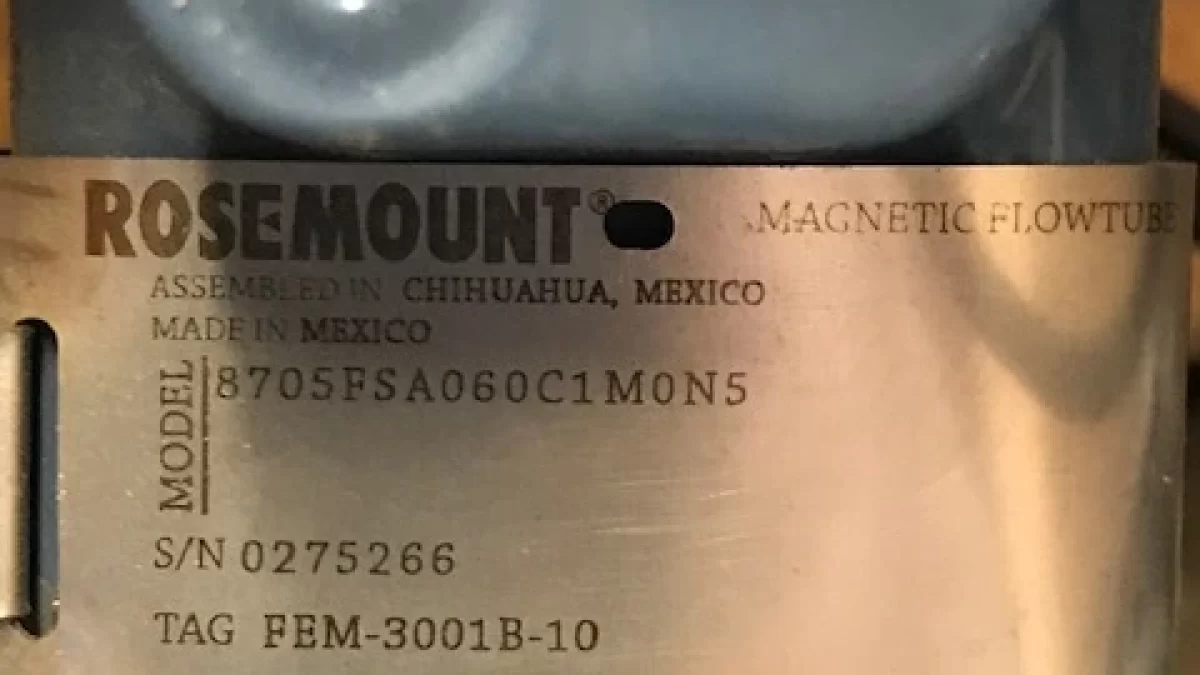 ROSEMOUNT® MAGNETIC FLOWTUBE
ASSEMBLED IN CHIHUAHUA, MEXICO
MADE IN MEXICO
MODEL 8705FSA060C1M0N5
S/N 0275266
TAG FEM-3001B-10